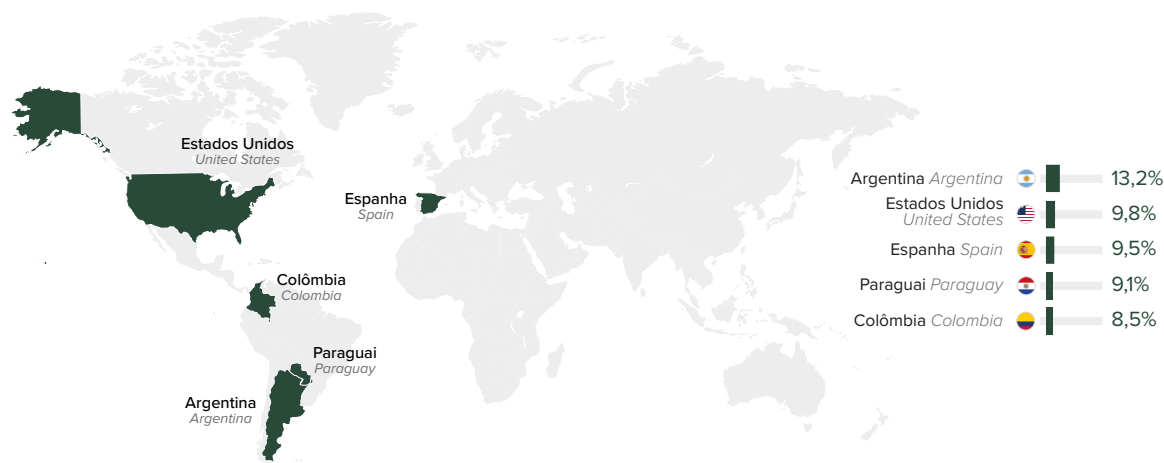 Estados Unidos
United States
Espanha
Spain
Colômbia
Colombia
Paraguai
Paraguay
Argentina
Argentina
Argentina Argentina 13,2%
Estados Unidos
United States 9,8%
Espanha Spain 9,5%
Paraguai Paraguay 9,1%
Colômbia Colombia 8,5%